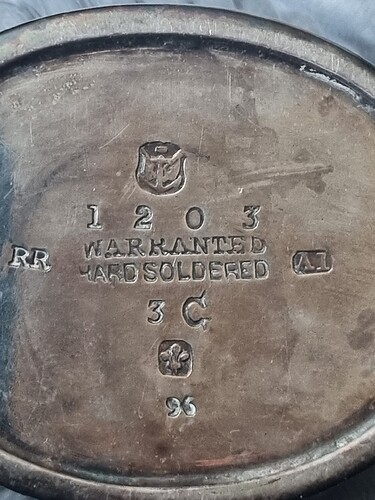 1203
RR WARRANTED
HARD SOLDERED A1
3 C
96